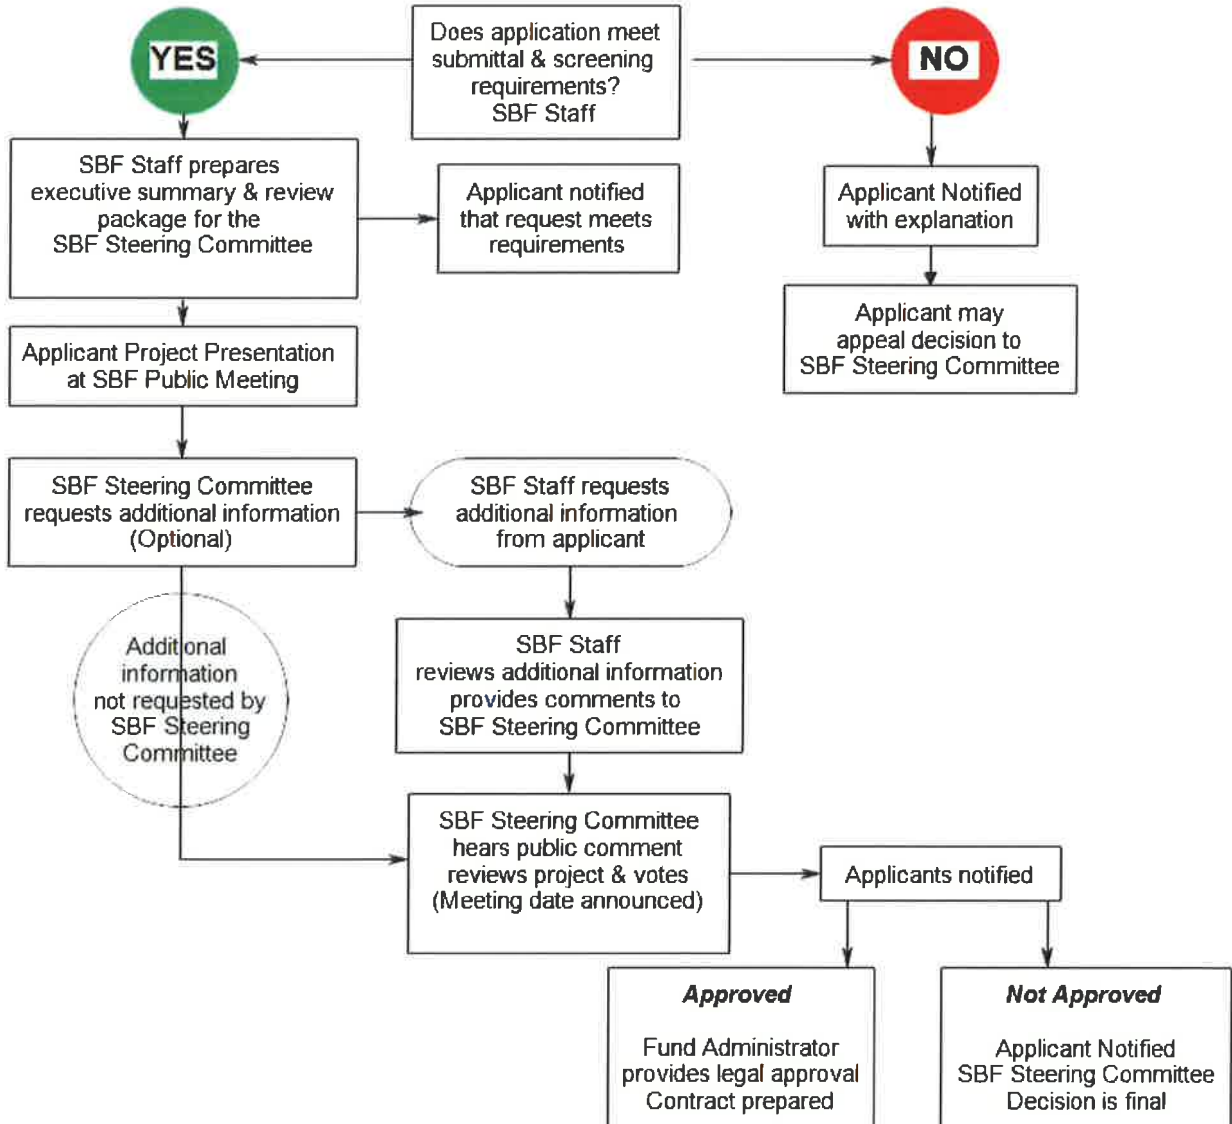 YES
Does application meet
submittal & screening
requirements?
SBF Staff
NO
SBF Staff prepares
executive summary & review
package for the
SBF Steering Committee
Applicant notified
that request meets
requirements
Applicant Notified
with explanation
Applicant may
appeal decision to
SBF Steering Committee
Applicant Project Presentation
at SBF Public Meeting
SBF Steering Committee
requests additional information
(Optional)
SBF Staff requests
additional information
from applicant
Additional
information
not requested by
SBF Steering
Committee
SBF Staff
reviews additional information
provides comments to
SBF Steering Committee
SBF Steering Committee
hears public comment
reviews project & votes
(Meeting date announced)
Applicants notified
Approved
Fund Administrator
provides legal approval
Contract prepared
Not Approved
Applicant Notified
SBF Steering Committee
Decision is final